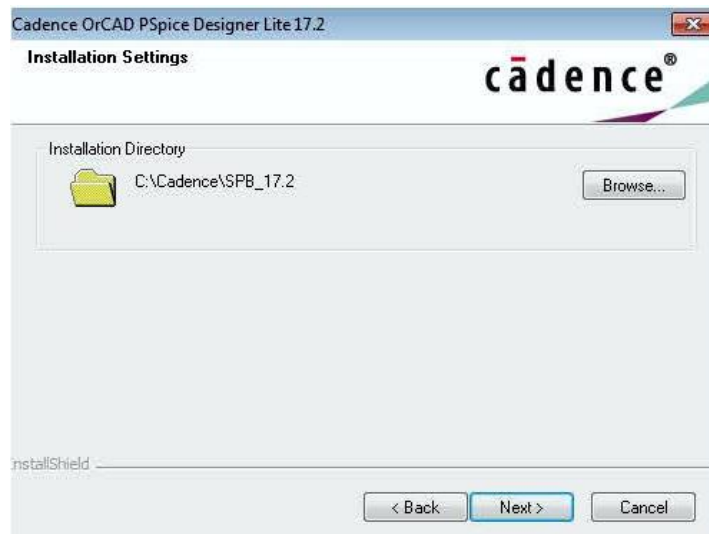 Cadence OrCAD PSpice Designer Lite 17.2
Installation Settings
cādence®
Installation Directory
C:\Cadence\SPB_17.2
Browse...
nstallShield
< Back
Next >
Cancel